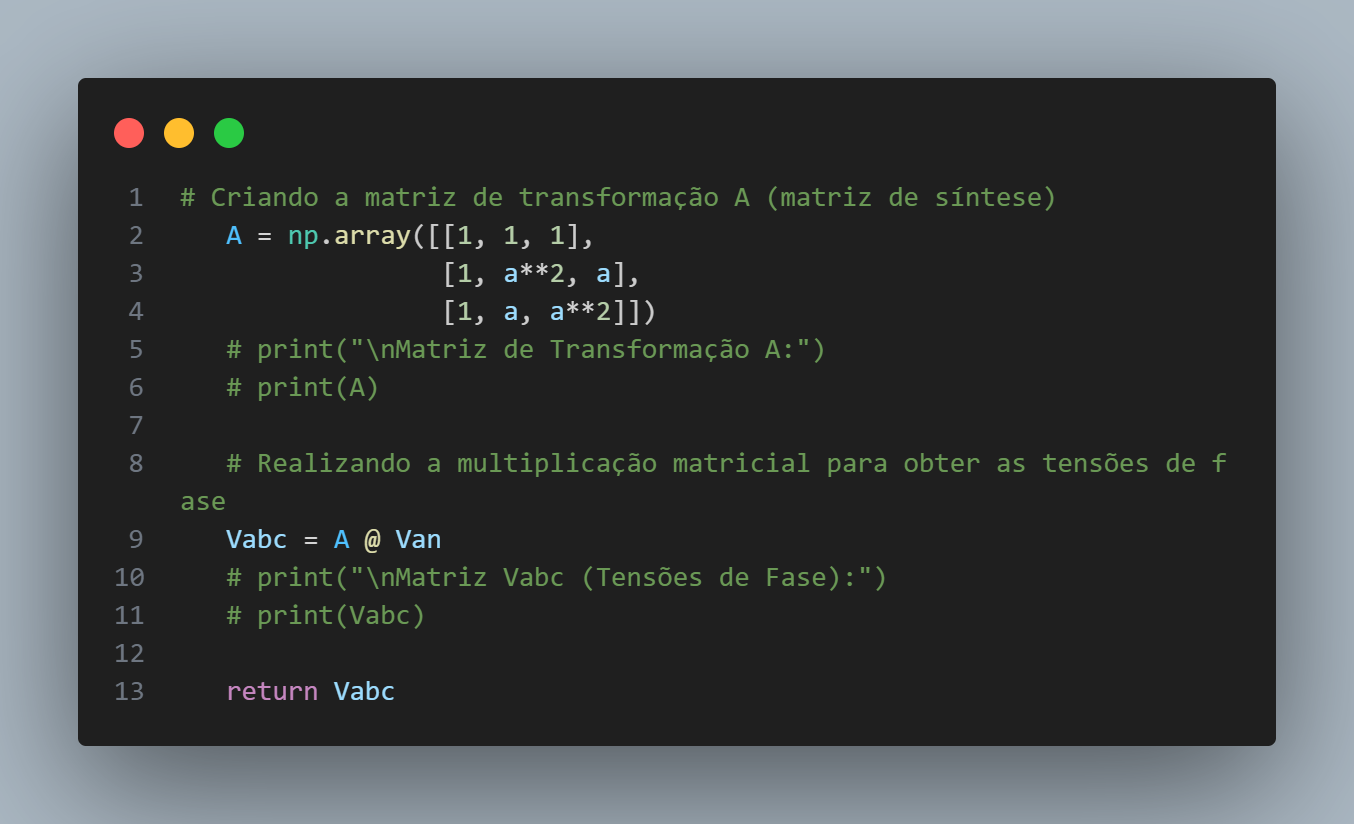 1 # Criando a matriz de transformação A (matriz de síntese)
2 A = np.array([[1, 1, 1],
3 [1, a**2, a],
4 [1, a, a**2]])
5 # print("\nMatriz de Transformação A:")
6 # print(A)
7
8 # Realizando a multiplicação matricial para obter as tensões de f
ase
9 Vabc = A @ Van
10 # print("\nMatriz Vabc (Tensões de Fase):")
11 # print(Vabc)
12
13 return Vabc